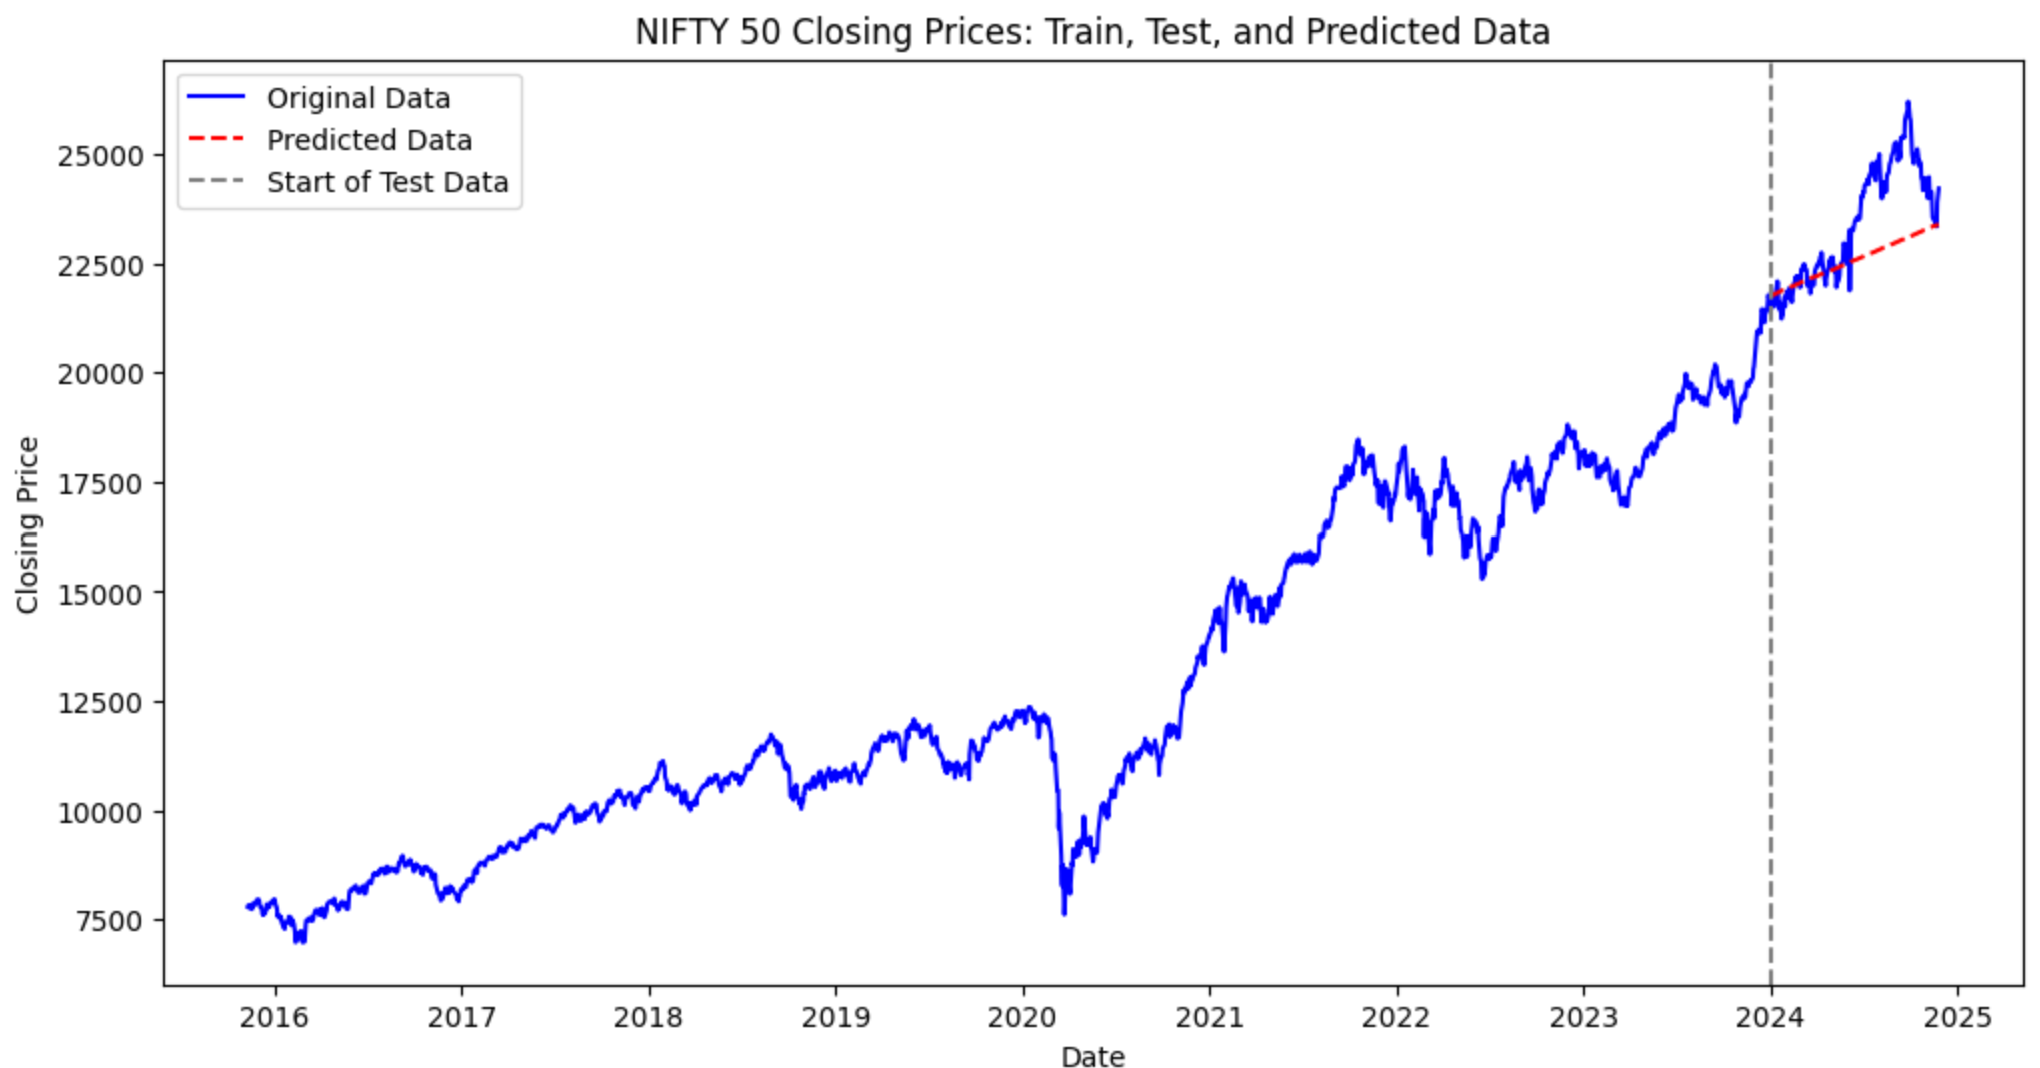 NIFTY 50 Closing Prices: Train, Test, and Predicted Data
Original Data
Predicted Data
Start of Test Data
Closing Price
25000
22500
20000
17500
15000
12500
10000
7500
2016 2017 2018 2019 2020 2021 2022 2023 2024 2025
Date